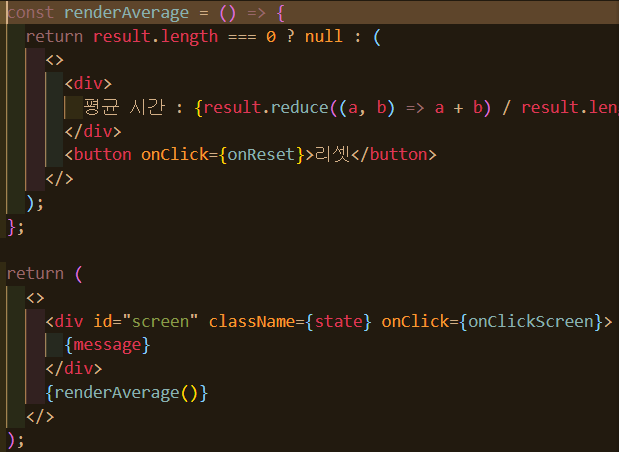 const renderAverage = () => {
return result.length === 0 ? null : (
<>
<div>
평균 시간 : {result.reduce((a, b) => a + b) / result.len
</div>
<button onClick={onReset}>리셋</button>
</>
);
};
return (
<>
<div id="screen" className={state} onClick={onClickScreen}>
{message}
</div>
{renderAverage()}
</>
);